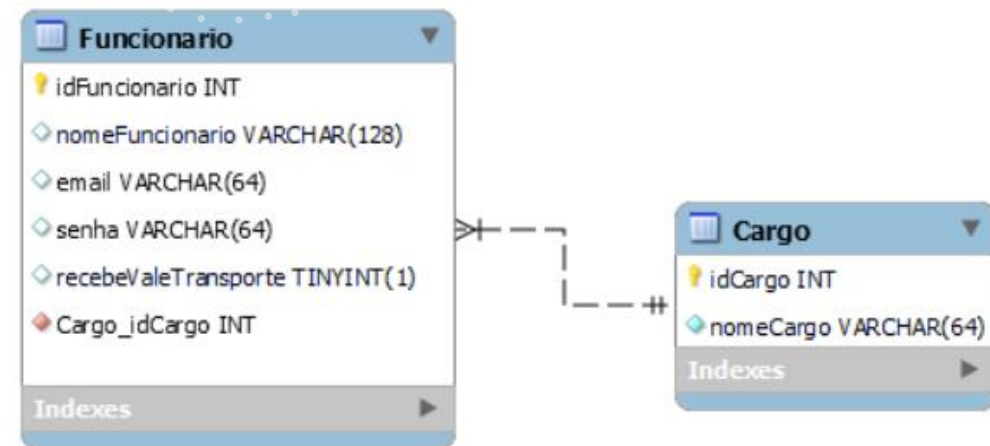 Funcionario
idFuncionario INT
nomeFuncionario VARCHAR(128)
email VARCHAR(64)
senha VARCHAR(64)
recebeValeTransporte TINYINT(1)
Cargo_idCargo INT
Indexes
Cargo
idCargo INT
nomeCargo VARCHAR(64)
Indexes